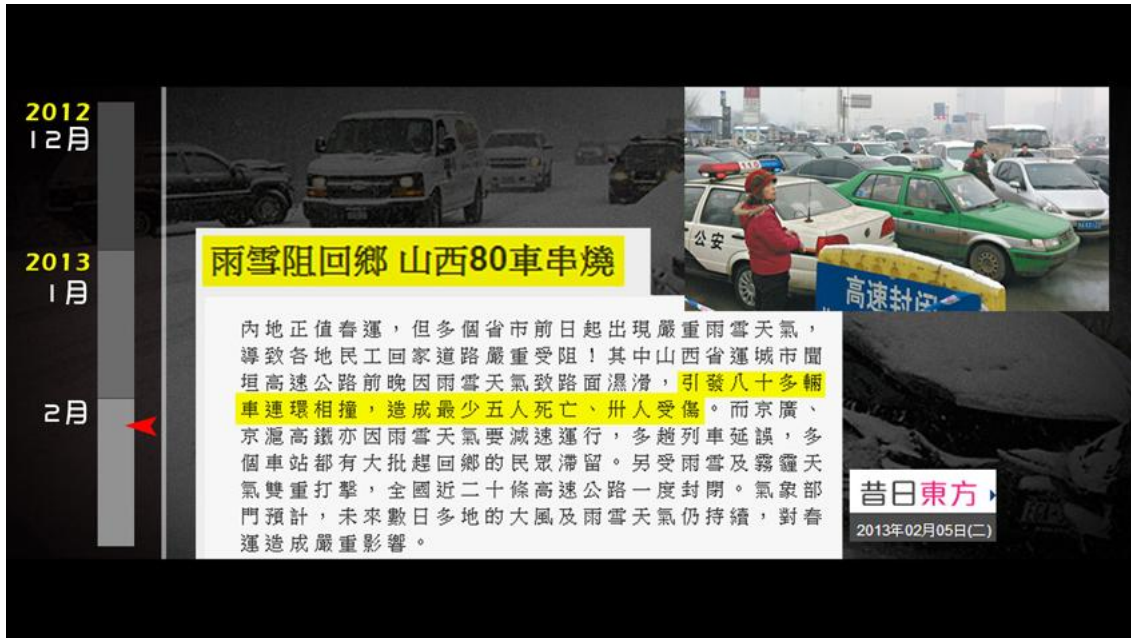 2012
12月
2013
1月
2月
雨雪阻回鄉 山西80車串燒
內地正值春運，但多個省市前日起出現嚴重雨雪天氣，
導致各地民工回家道路嚴重受阻！其中山西省運城市聞
垣高速公路前晚因雨雪天氣致路面濕滑，引發八十多輛
車連環相撞，造成最少五人死亡、卅人受傷。而京廣、
京滬高鐵亦因雨雪天氣要減速運行，多趟列車延誤，多
個車站都有大批趕回鄉的民眾滯留。另受雨雪及霧霾天
氣雙重打擊，全國近二十條高速公路一度封閉。氣象部
門預計，未來數日多地的大風及雨雪天氣仍持續，對春
運造成嚴重影響。
110
公安
高速封闭
昔日東方
2013年02月05日(二)